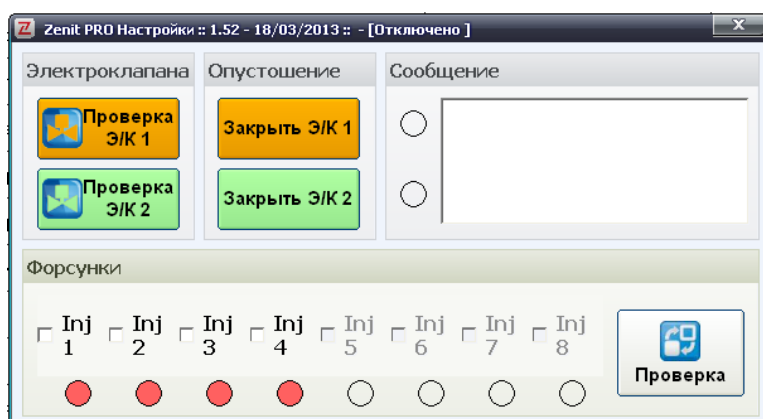 Zenit PRO Настройки :: 1.52 - 18/03/2013 :: - [Отключено ]
Электроклапана Опустошение Сообщение
Проверка Э/К 1
Закрыть Э/К 1
Проверка Э/К 2
Закрыть Э/К 2
Форсунки
Inj 1 Inj 2 Inj 3 Inj 4 Inj 5 Inj 6 Inj 7 Inj 8
Проверка